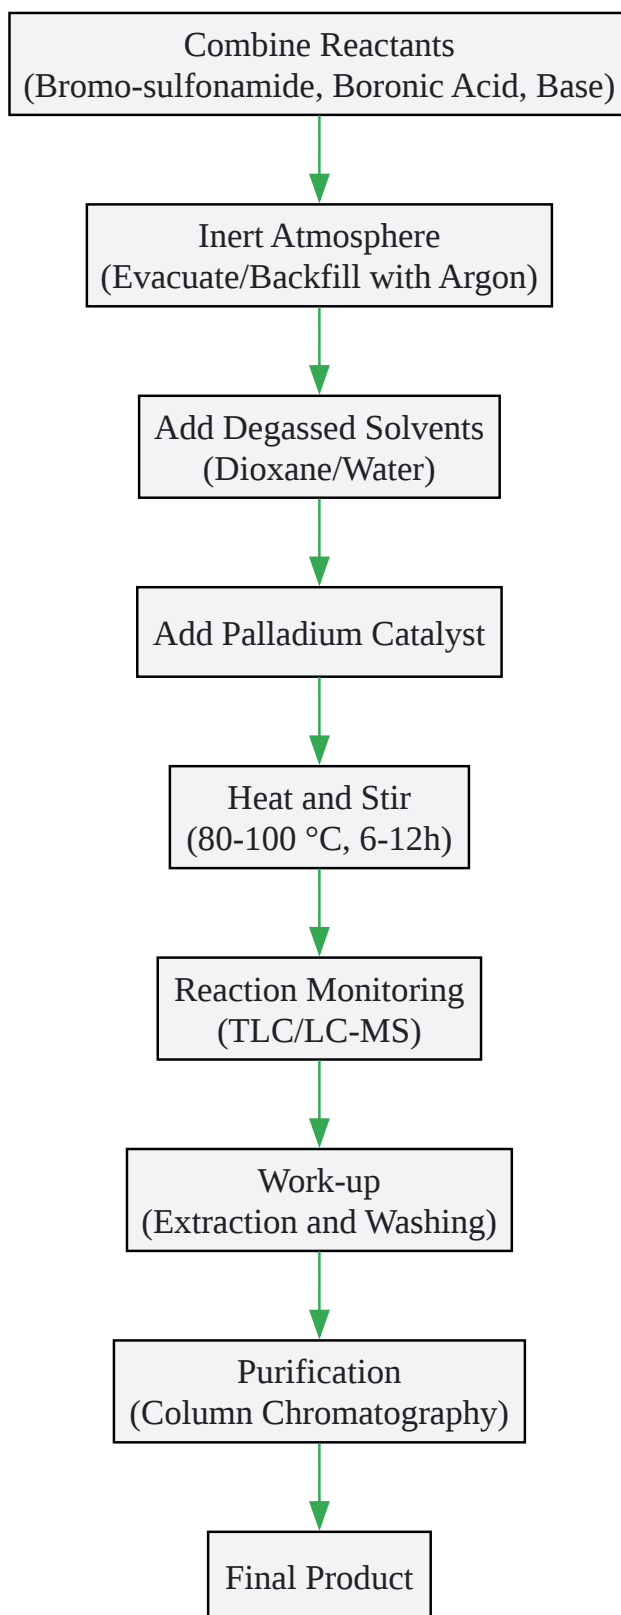 Combine Reactants
(Bromo-sulfonamide, Boronic Acid, Base)
Inert Atmosphere
(Evacuate/Backfill with Argon)
Add Degassed Solvents
(Dioxane/Water)
Add Palladium Catalyst
Heat and Stir
(80-100 °C, 6-12h)
Reaction Monitoring
(TLC/LC-MS)
Work-up
(Extraction and Washing)
Purification
(Column Chromatography)
Final Product